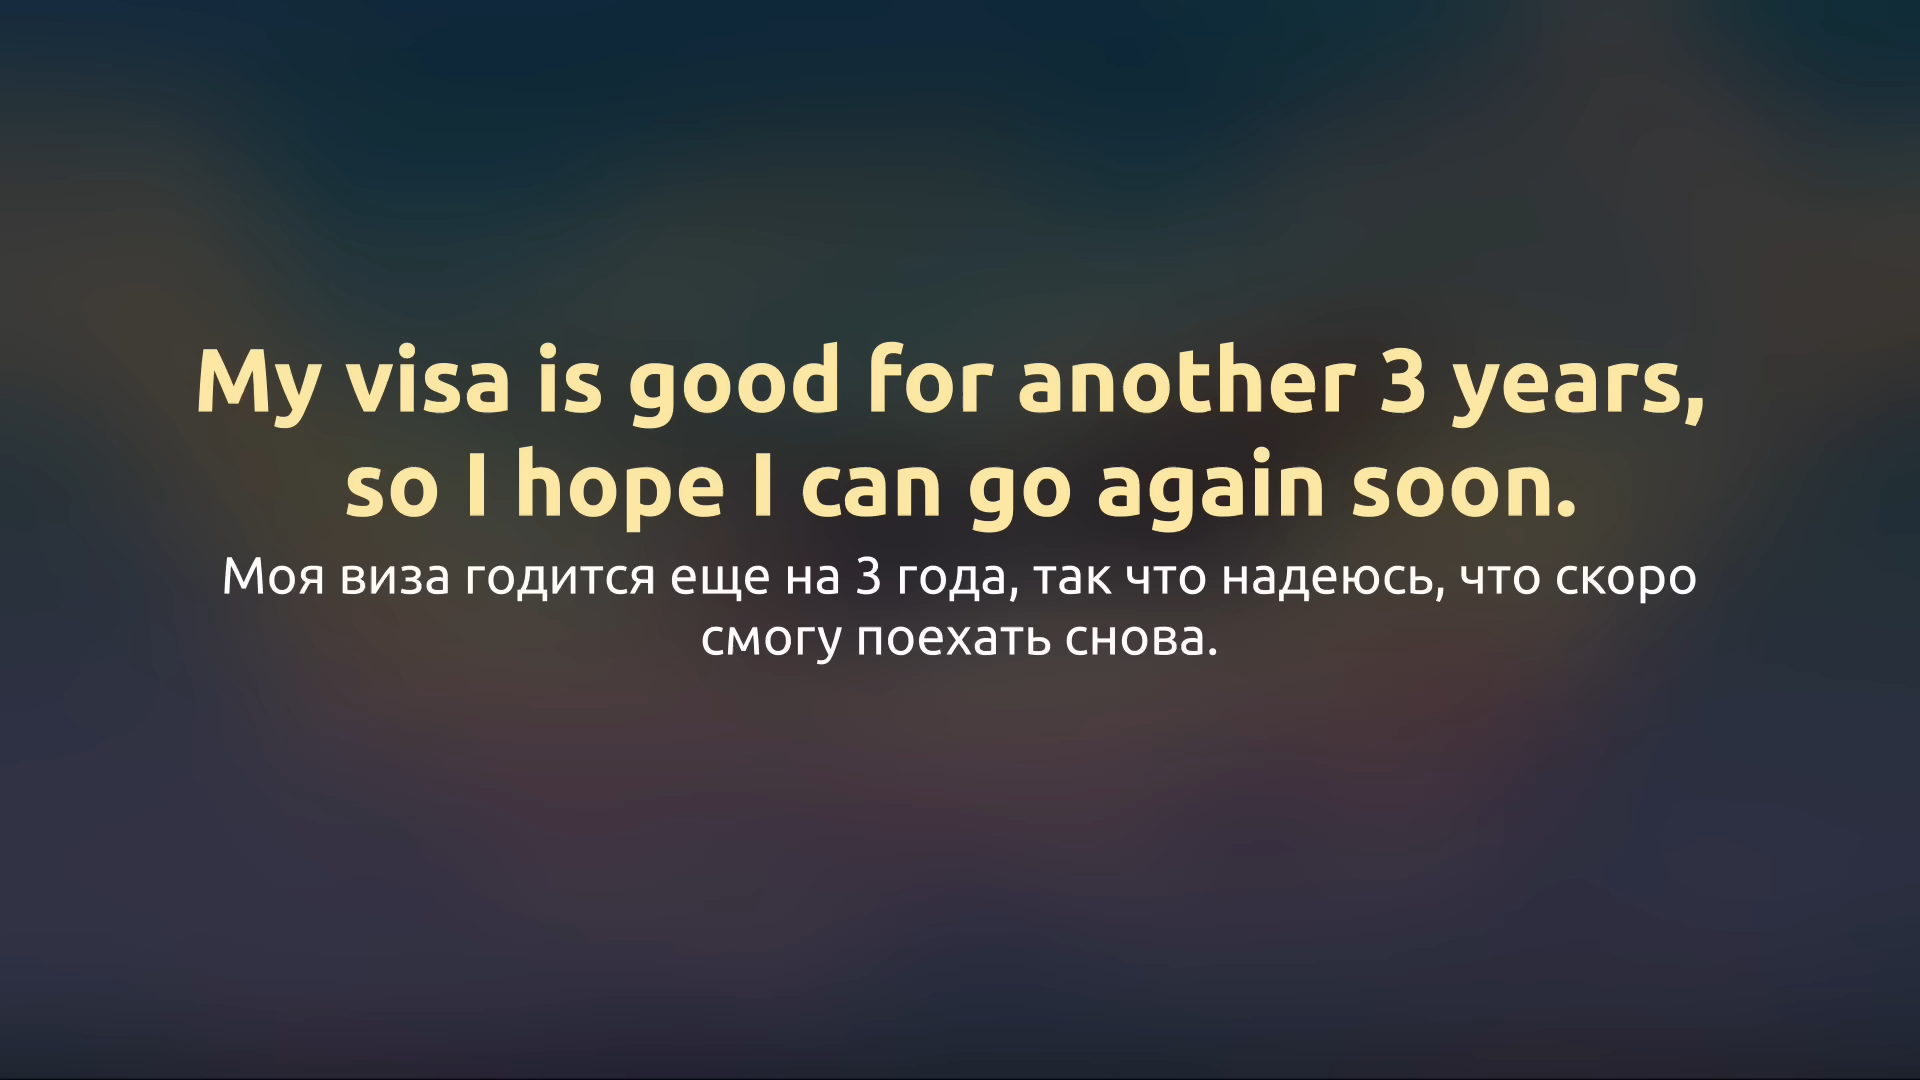 My visa is good for another 3 years,
so I hope I can go again soon.
Моя виза годится еще на 3 года, так что надеюсь, что скоро
смогу поехать снова.